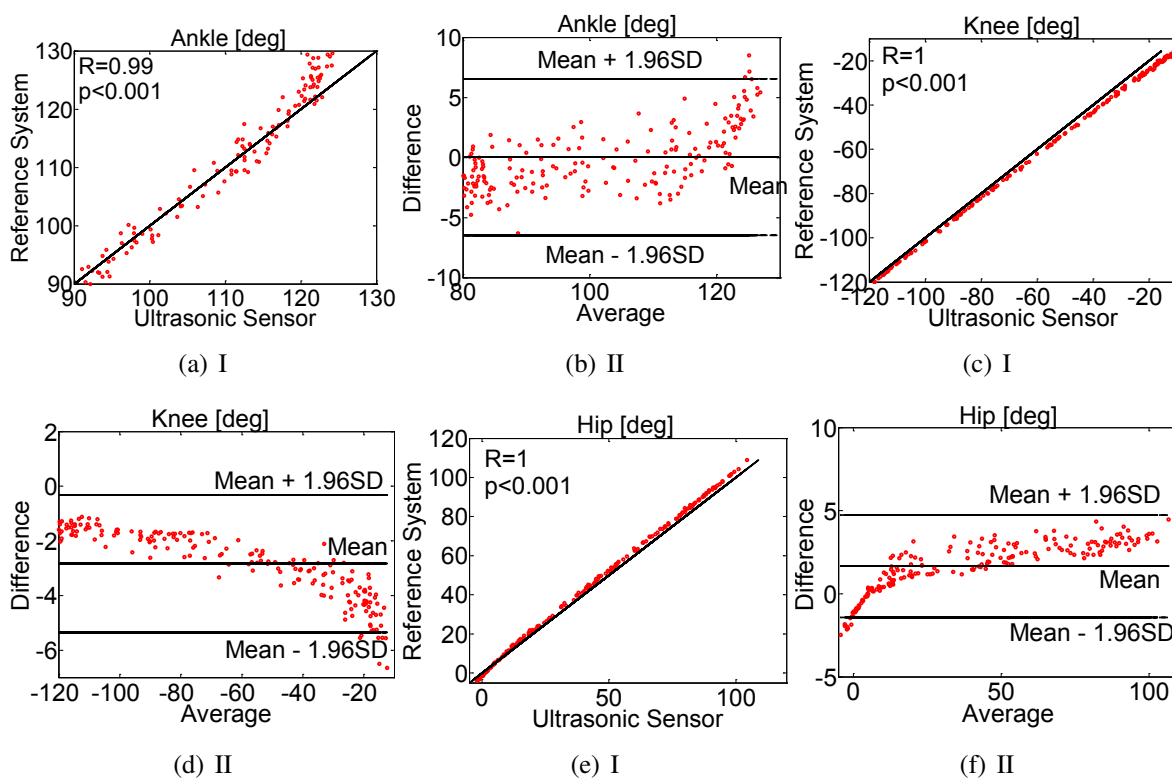 Ankle [deg]
R=0.99
p<0.001
130
120
110
100
90
90
100
110
120
130
Reference System
Ultrasonic Sensor
(a) I
Ankle [deg]
Mean + 1.96SD
Mean
Mean - 1.96SD
10
5
0
-5
-10
80
100
120
Difference
Average
(b) II
Knee [deg]
R=1
p<0.001
-20
-40
-60
-80
-100
-120
-120
-100
-80
-60
-40
-20
Reference System
Ultrasonic Sensor
(c) I
Knee [deg]
Mean + 1.96SD
Mean
Mean - 1.96SD
2
0
-2
-4
-6
-120
-100
-80
-60
-40
-20
Difference
Average
(d) II
Hip [deg]
R=1
p<0.001
120
100
80
60
40
20
0
0
50
100
Reference System
Ultrasonic Sensor
(e) I
Hip [deg]
Mean + 1.96SD
Mean
Mean - 1.96SD
10
5
0
-5
0
50
100
Difference
Average
(f) II